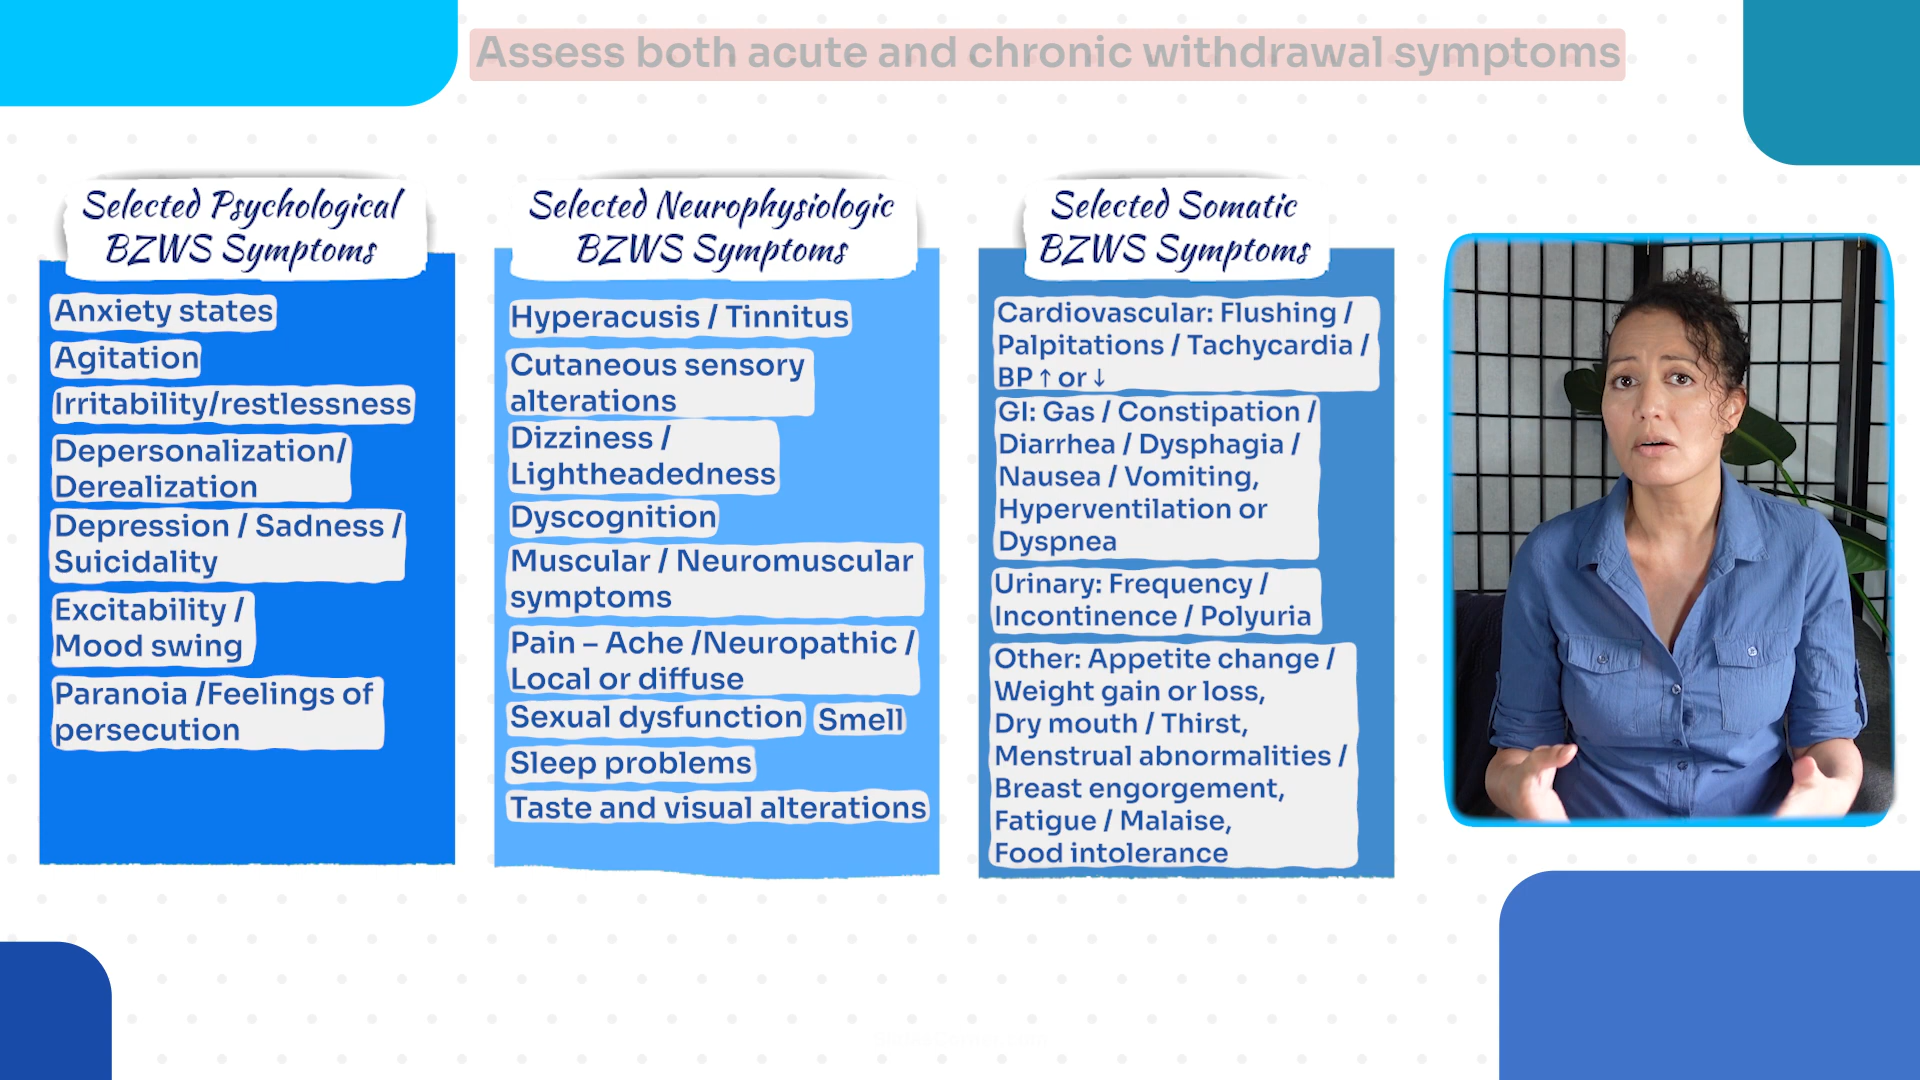 Assess both acute and chronic withdrawal symptoms
Selected Psychological
BZWS Symptoms
Anxiety states
Agitation
Irritability/restlessness
Depersonalization/
Derealization
Depression / Sadness /
Suicidality
Excitability /
Mood swing
Paranoia /Feelings of
persecution
Selected Neurophysiologic
BZWS Symptoms
Hyperacusis / Tinnitus
Cutaneous sensory
alterations
Dizziness /
Lightheadedness
Dyscognition
Muscular / Neuromuscular
symptoms
Pain – Ache /Neuropathic /
Local or diffuse
Sexual dysfunction Smell
Sleep problems
Taste and visual alterations
Selected Somatic
BZWS Symptoms
Cardiovascular: Flushing /
Palpitations / Tachycardia /
BP ↑ or ↓
GI: Gas / Constipation /
Diarrhea / Dysphagia /
Nausea / Vomiting,
Hyperventilation or
Dyspnea
Urinary: Frequency /
Incontinence / Polyuria
Other: Appetite change /
Weight gain or loss,
Dry mouth / Thirst,
Menstrual abnormalities /
Breast engorgement,
Fatigue / Malaise,
Food intolerance